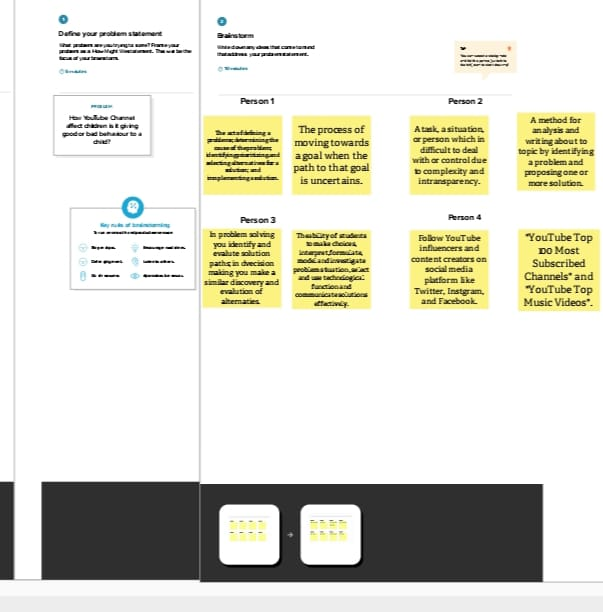 1
Define your problem statement
What problem are you trying to solve? Frame your
problem as a How Might We statement. This will be the
focus of your brainstorm.
5 minutes
PROBLEM
How YouTube Channel
affect children is it giving
good or bad behaviour to a
child?
Key rules of brainstorming
To run an smooth and productive session
Stay in topic.
Encourage wild ideas.
Defer judgment.
Listen to others.
Go for volume.
If possible, be visual.
2
Brainstorm
Write down any ideas that come to mind
that address your problem statement.
10 minutes
Person 1
The act of defining a
problem; determining the
cause of the problem;
identifying, prioritizing, and
selecting alternatives for a
solution; and
implementing a solution.
The process of
moving towards
a goal when the
path to that goal
is uncertains.
Person 2
A task, a situation,
or person which in
difficult to deal
with or control due
to complexity and
intransparency.
A method for
analysis and
writing about to
topic by identifying
a problem and
proposing one or
more solution.
Person 3
In problem solving
you identify and
evalute solution
paths; in dvecision
making you make a
similar discovery and
evalution of
alternaties.
The ability of students
to make choices,
interpret, formulate,
model and investigate
problem situation, select
and use technological
function and
communicate solutions
effectively.
Person 4
Follow YouTube
influencers and
content creators on
social media
platform like
Twitter, Instgram,
and Facebook.
"YouTube Top
100 Most
Subscribed
Channels" and
"YouTube Top
Music Videos".